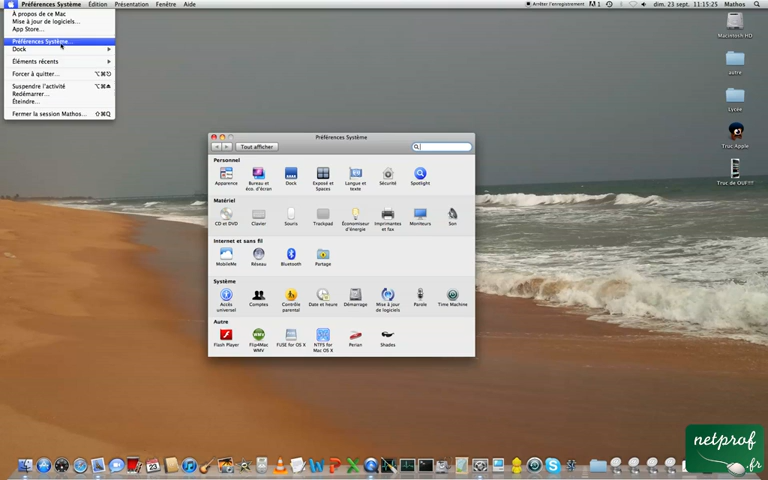 Préférences Système Édition Présentation Fenêtre Aide
Arrêter l'enregistrement 1 dim. 23 sept. 11:15:25 Mathos
À propos de ce Mac
Mise à jour de logiciels...
App Store...
Préférences Système...
Dock
Éléments récents
Forcer à quitter...
Suspendre l'activité
Redémarrer...
Éteindre...
Fermer la session Mathos... ⇧⌘Q
Macintosh HD
autre
Lycée
Truc Apple
Truc de OUF!!!!
Préférences Système
Tout afficher
Personnel
Apparence
Bureau et éco. d'écran
Dock
Exposé et Spaces
Langue et texte
Sécurité
Spotlight
Matériel
CD et DVD
Clavier
Souris
Trackpad
Économiseur d'énergie
Imprimantes et fax
Moniteurs
Son
Internet et sans fil
MobileMe
Réseau
Bluetooth
Partage
Système
Accès universel
Comptes
Contrôle parental
Date et heure
Démarrage
Mise à jour de logiciels
Parole
Time Machine
Autre
Flash Player
Flip4Mac WMV
FUSE for OS X
NTFS for Mac OS X
Perian
Shades
23
netprof
.fr